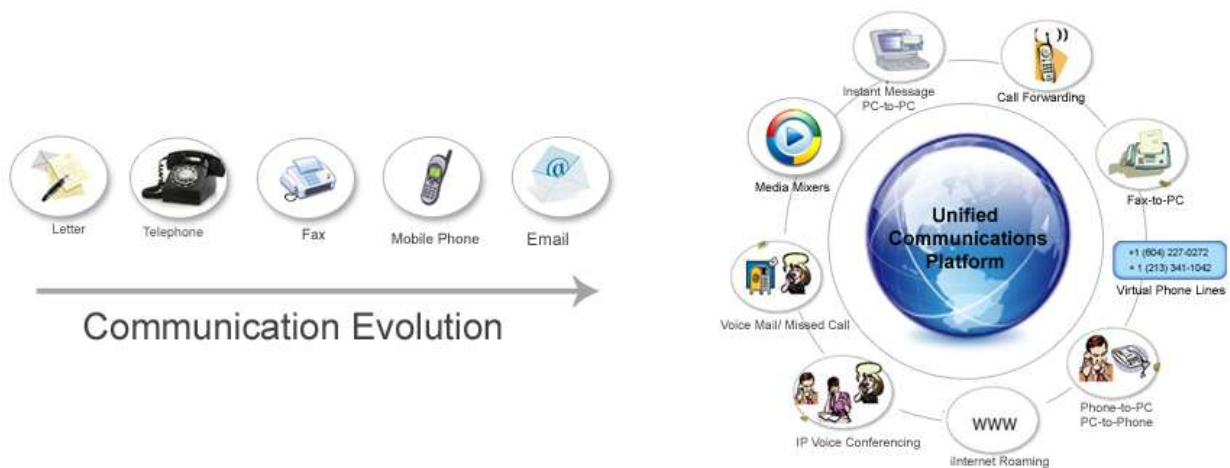 Letter
Telephone
Fax
Mobile Phone
@
Email
Communication Evolution
Instant Message
PC-to-PC
Call Forwarding
Media Mixers
Fax-to-PC
Unified
Communications
Platform
+1 (604) 227-0272
+ 1 (213) 341-1042
Virtual Phone Lines
Voice Mail/ Missed Call
Phone-to-PC
PC-to-Phone
IP Voice Conferencing
WWW
iInternet Roaming